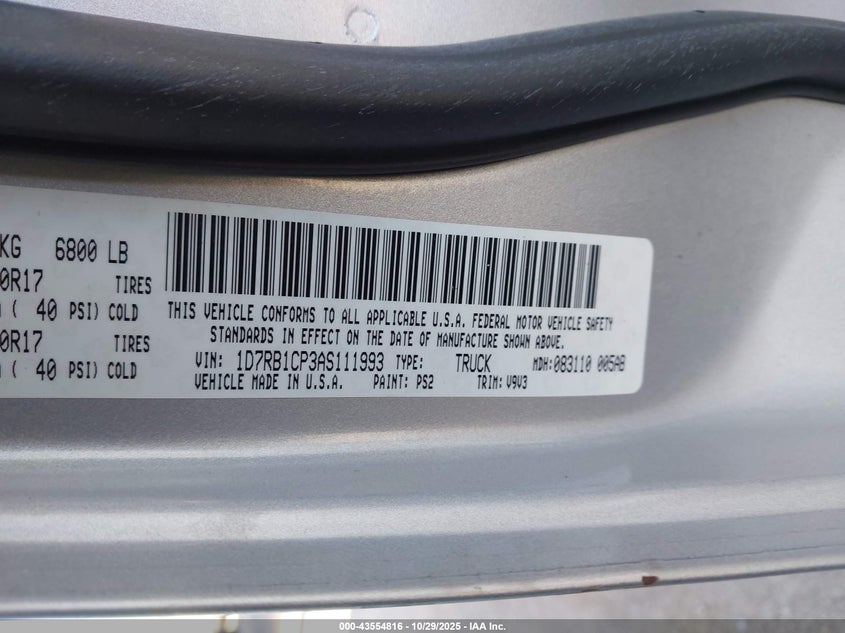 KG 6800 LB
0R17 TIRES
( 40 PSI) COLD
0R17 TIRES
( 40 PSI) COLD
THIS VEHICLE CONFORMS TO ALL APPLICABLE U.S.A. FEDERAL MOTOR VEHICLE SAFETY
STANDARDS IN EFFECT ON THE DATE OF MANUFACTURE SHOWN ABOVE.
VIN: 1D7RB1CP3AS111993 TYPE: TRUCK MDH: 083110 005AB
VEHICLE MADE IN U.S.A. PAINT: PS2 TRIM: V9V3
000-43554816 - 10/29/2025 - IAA Inc.